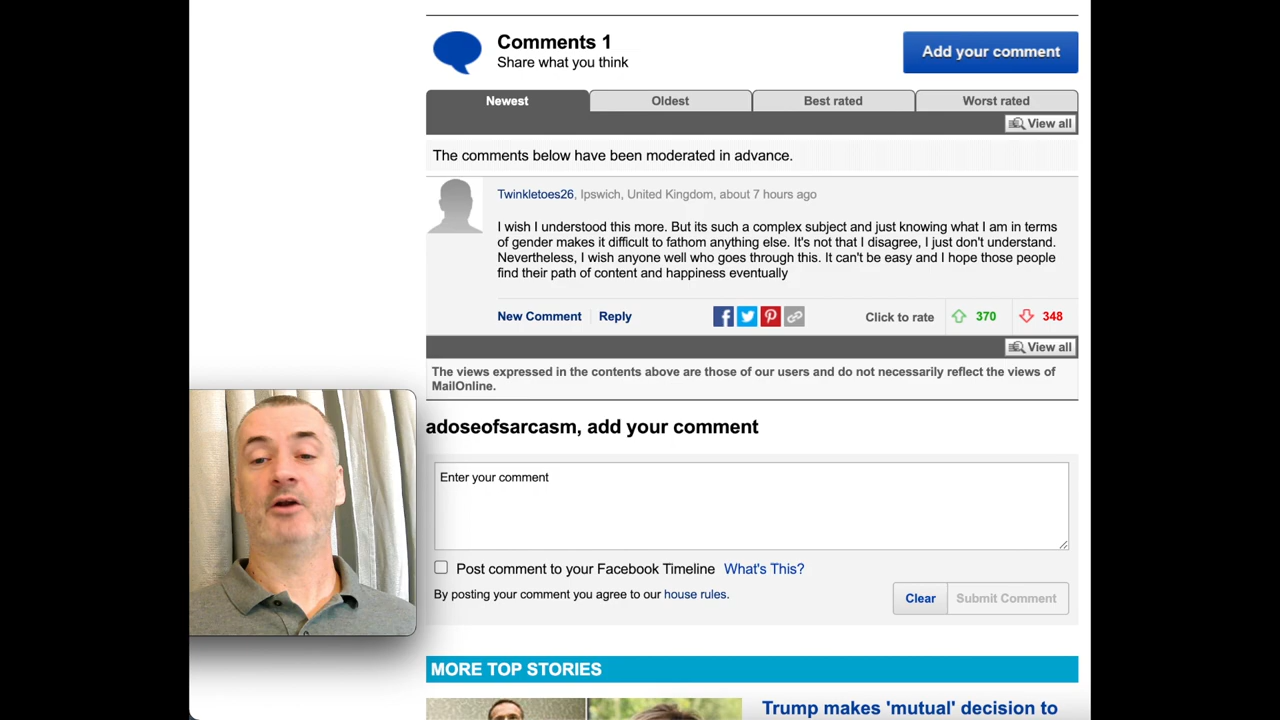 Comments 1
Share what you think
Add your comment
Newest
Oldest
Best rated
Worst rated
View all
The comments below have been moderated in advance.
Twinkletoes26, Ipswich, United Kingdom, about 7 hours ago
I wish I understood this more. But its such a complex subject and just knowing what I am in terms
of gender makes it difficult to fathom anything else. It's not that I disagree, I just don't understand.
Nevertheless, I wish anyone well who goes through this. It can't be easy and I hope those people
find their path of content and happiness eventually
New Comment
Reply
Click to rate
370
348
View all
The views expressed in the contents above are those of our users and do not necessarily reflect the views of
MailOnline.
adoseofsarcasm, add your comment
Enter your comment
Post comment to your Facebook Timeline What's This?
By posting your comment you agree to our house rules.
Clear
Submit Comment
MORE TOP STORIES
Trump makes 'mutual' decision to